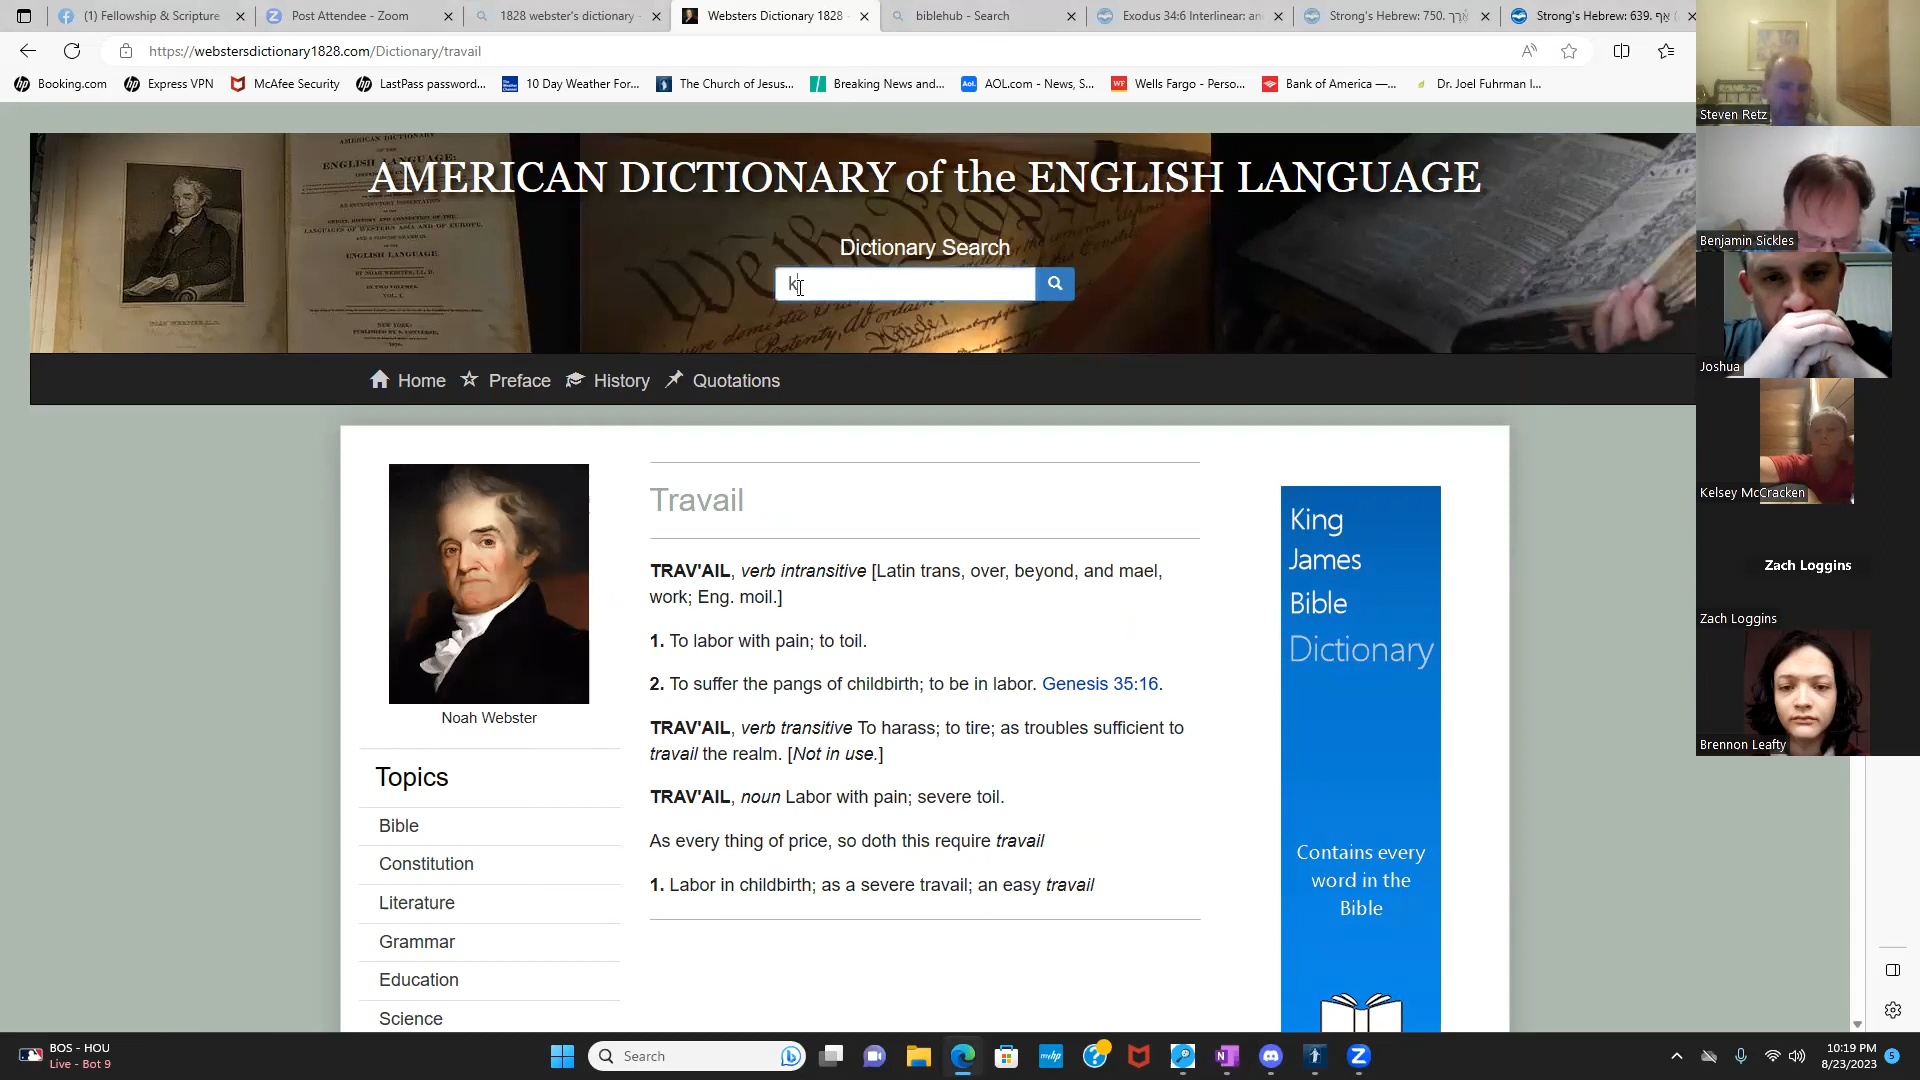 (1) Fellowship & Scripture
Post Attendee - Zoom
1828 webster's dictionary -
Websters Dictionary 1828 -
biblehub - Search
Exodus 34:6 Interlinear: an
Strong's Hebrew: 750. אָרֵךְ
Strong's Hebrew: 639. אַף (
https://webstersdictionary1828.com/Dictionary/travail
Booking.com
Express VPN
McAfee Security
LastPass password...
10 Day Weather For...
The Church of Jesus...
Breaking News and...
AOL.com - News, S...
Wells Fargo - Perso...
Bank of America —...
Dr. Joel Fuhrman I...
AMERICAN DICTIONARY of the ENGLISH LANGUAGE
Dictionary Search
k
Home
Preface
History
Quotations
Noah Webster
Topics
Bible
Constitution
Literature
Grammar
Education
Science
Travail
TRAV'AIL, verb intransitive [Latin trans, over, beyond, and mael,
work; Eng. moil.]
1. To labor with pain; to toil.
2. To suffer the pangs of childbirth; to be in labor. Genesis 35:16.
TRAV'AIL, verb transitive To harass; to tire; as troubles sufficient to
travail the realm. [Not in use.]
TRAV'AIL, noun Labor with pain; severe toil.
As every thing of price, so doth this require travail
1. Labor in childbirth; as a severe travail; an easy travail
King
James
Bible
Dictionary
Contains every
word in the
Bible
Steven Retz
Benjamin Sickles
Joshua
Kelsey McCracken
Zach Loggins
Zach Loggins
Brennon Leafty
BOS - HOU
Live - Bot 9
Search
10:19 PM
8/23/2023
5